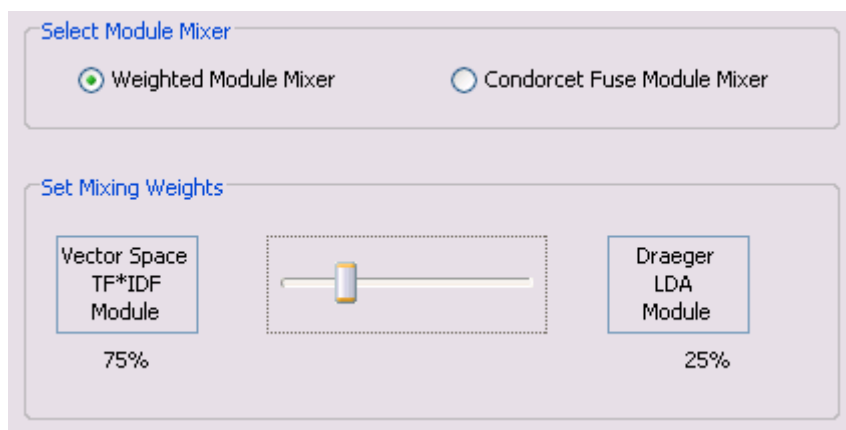 Select Module Mixer
Weighted Module Mixer
Condorcet Fuse Module Mixer
Set Mixing Weights
Vector Space
TF*IDF
Module
75%
Draeger
LDA
Module
25%